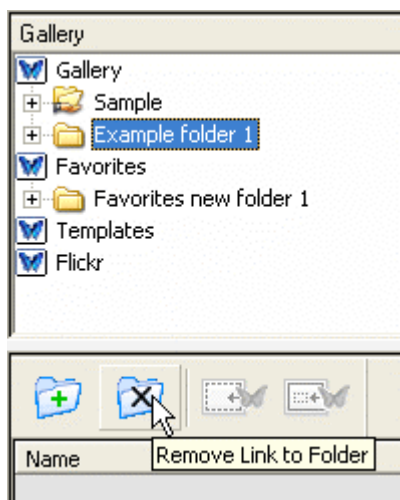 Gallery
Gallery
Sample
Example folder 1
Favorites
Favorites new folder 1
Templates
Flickr
Name
Remove Link to Folder